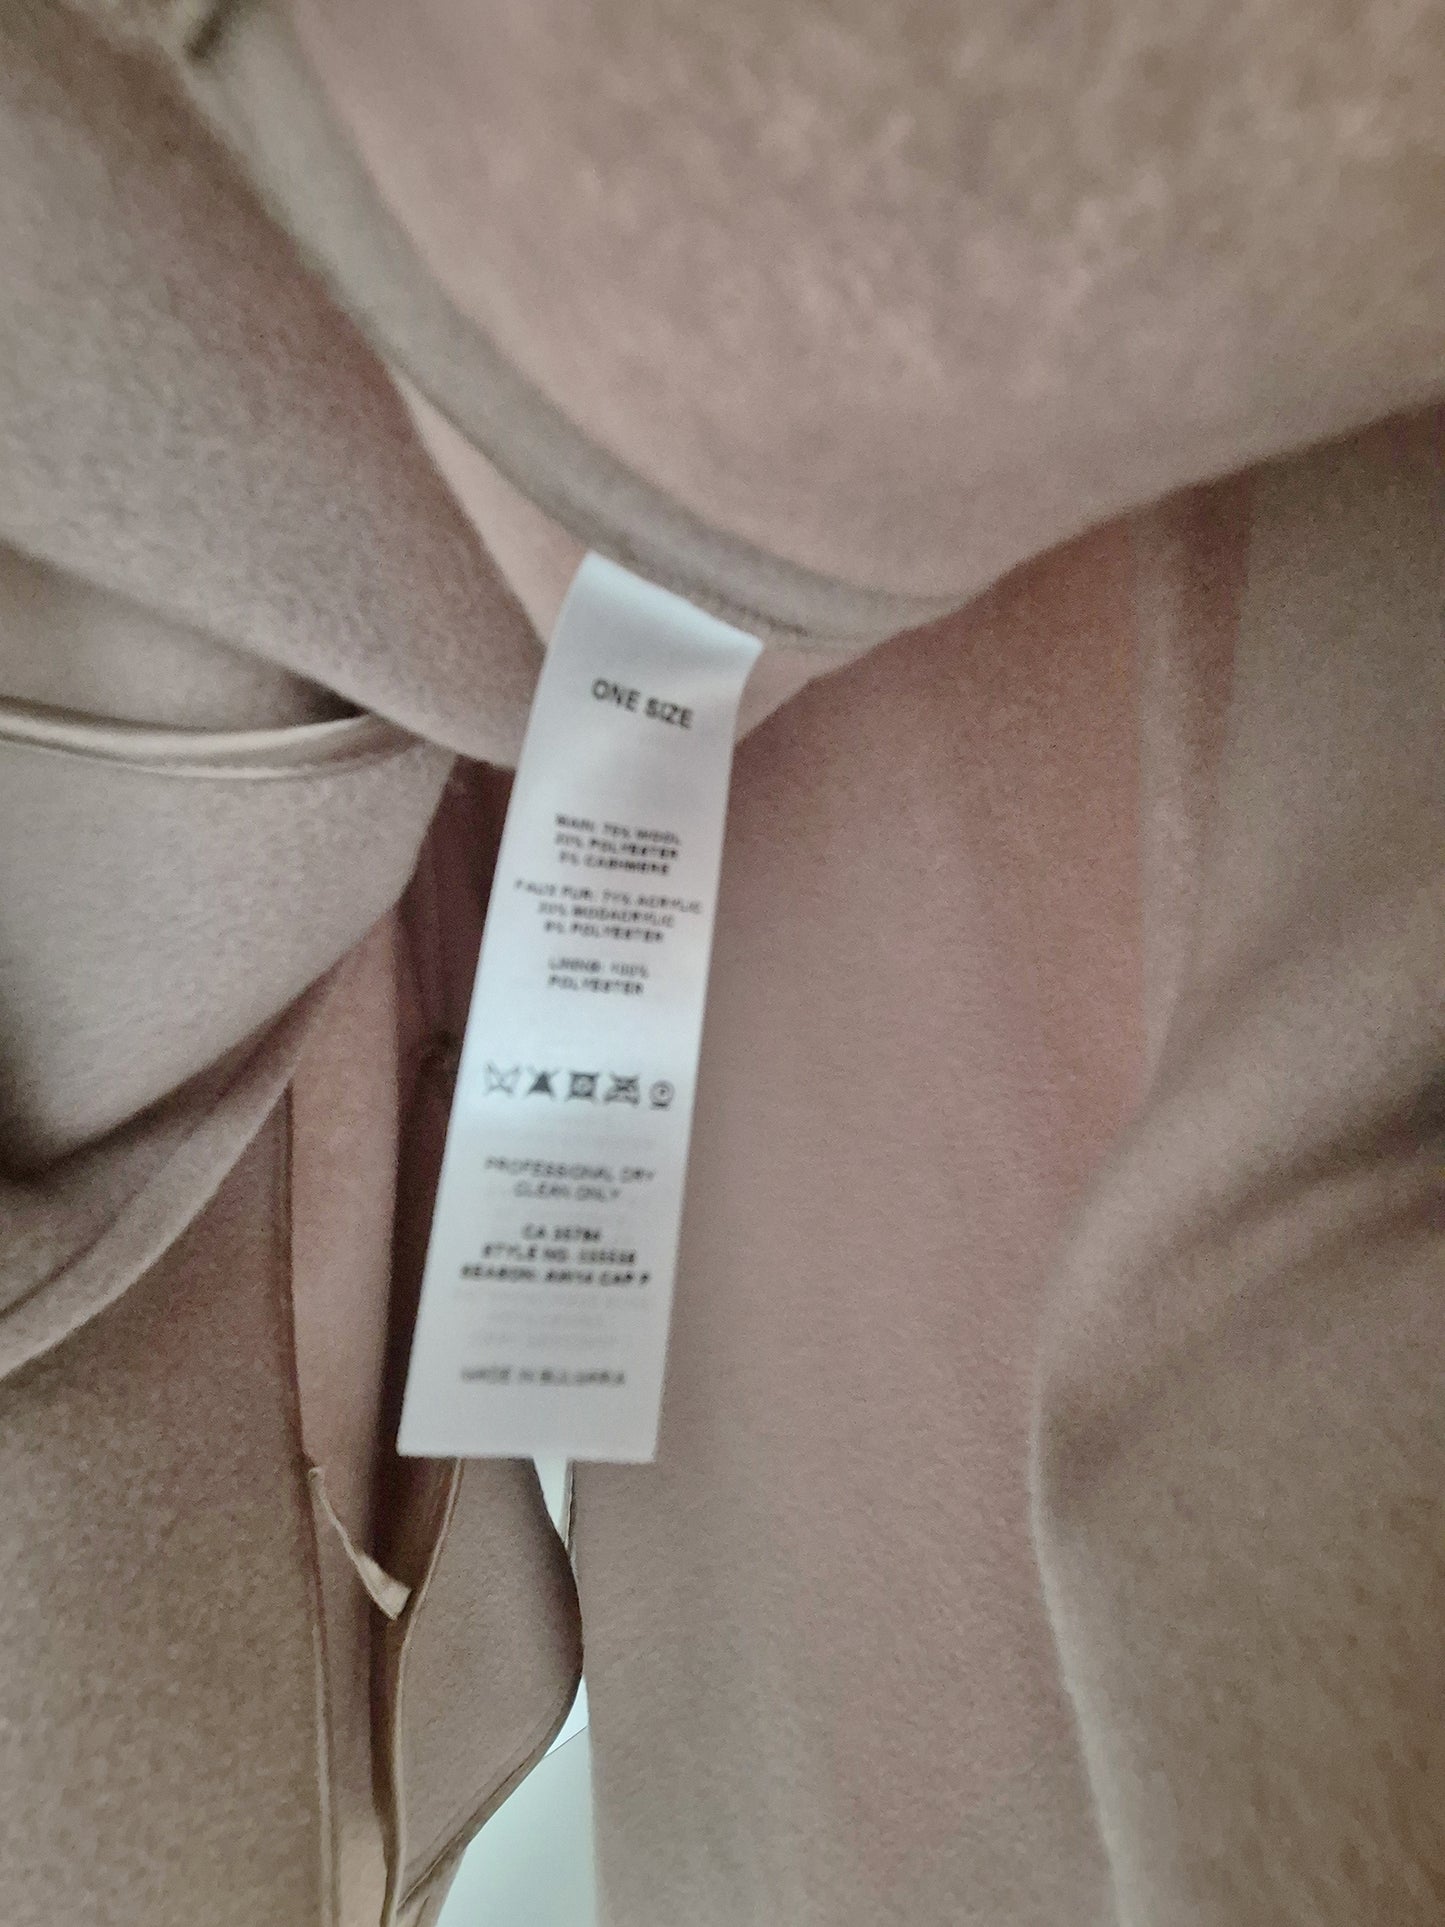 ONE SIZE
MAIN: 75% WOOL
20% POLYESTER
5% CASHMERE
FAUX FUR: 71% ACRYLIC
20% MODACRYLIC
9% POLYESTER
LINING: 100%
POLYESTER
PROFESSIONAL DRY
CLEAN ONLY
CA
STYLE NO.
SEASON:
MADE IN BULGARIA